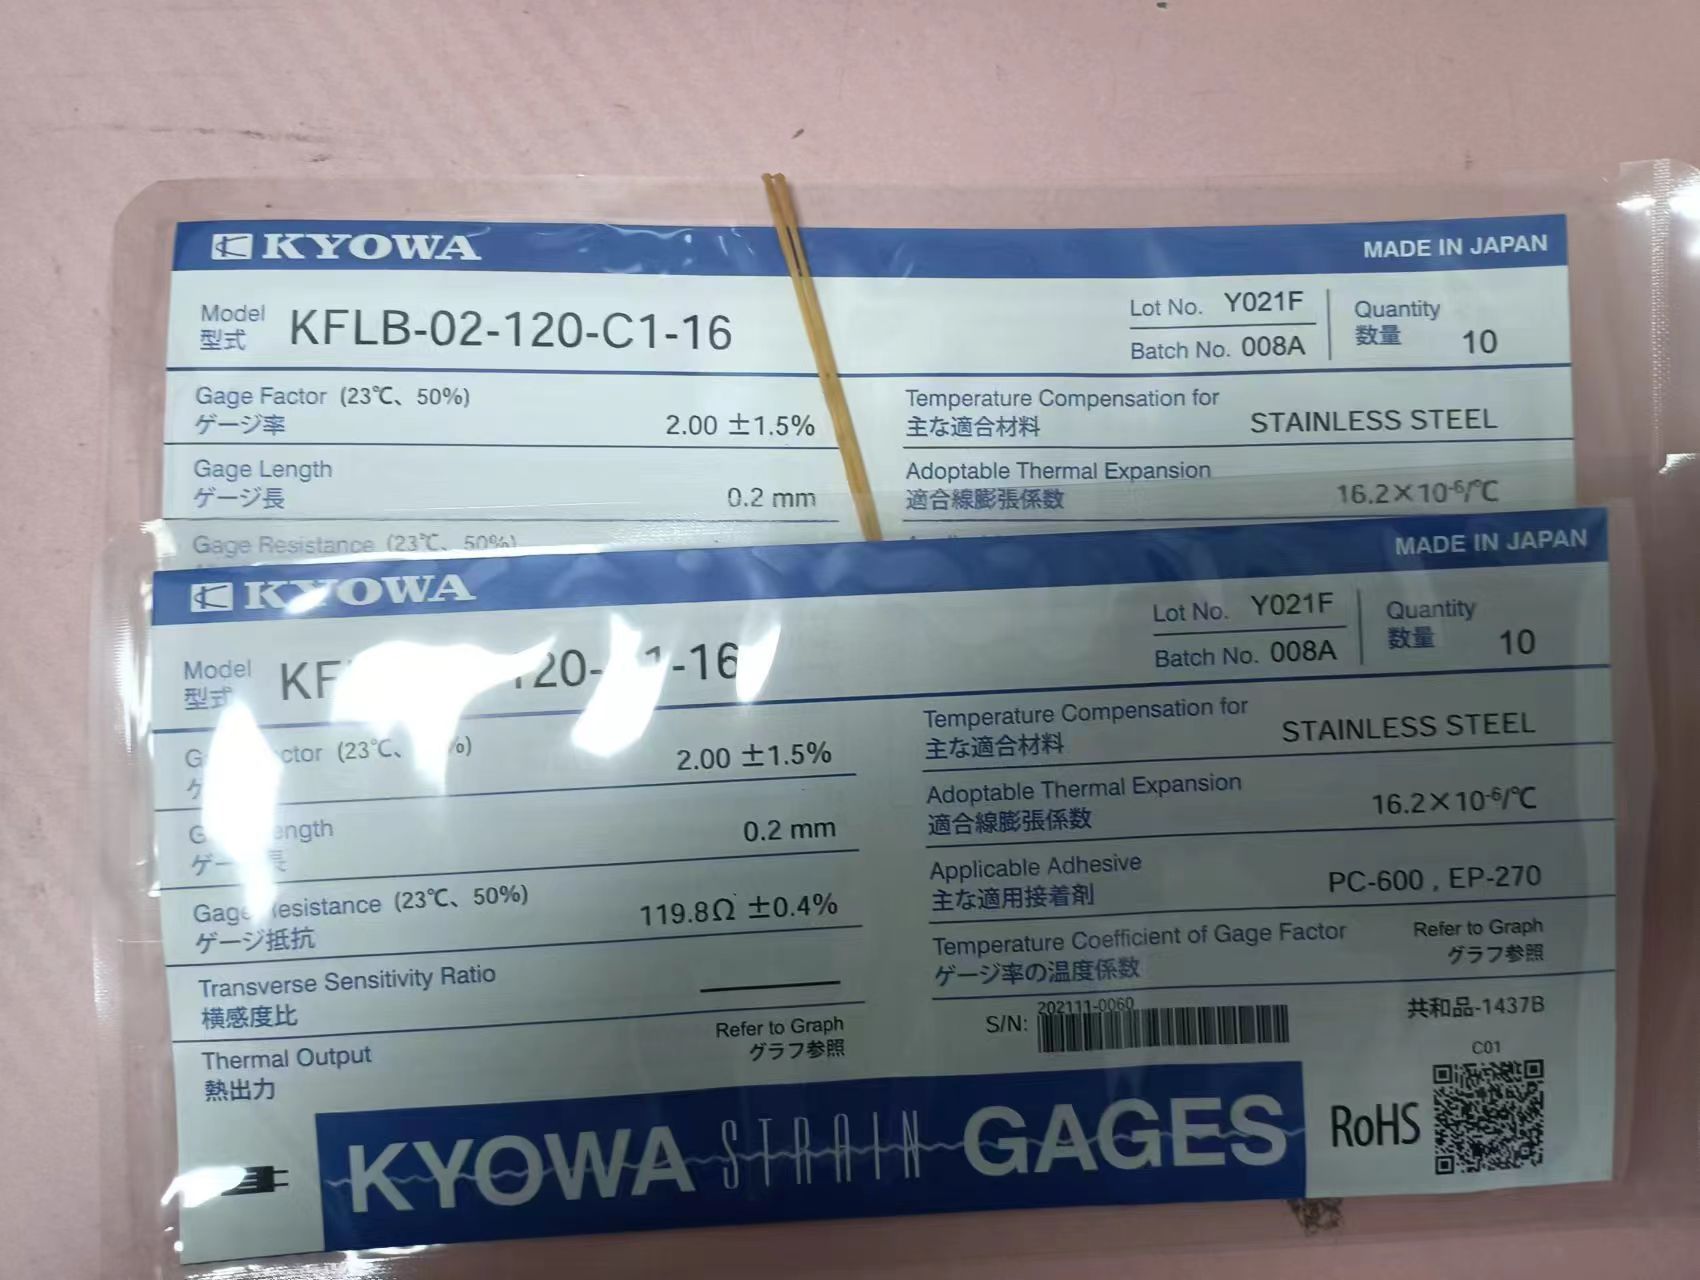 KYOWA
MADE IN JAPAN
Model
型式
KFLB-02-120-C1-16
Lot No. Y021F
Batch No. 008A
Quantity
数量
10
Gage Factor (23℃、50%)
ゲージ率
2.00 ±1.5%
Temperature Compensation for
主な適合材料
STAINLESS STEEL
Gage Length
ゲージ長
0.2 mm
Adoptable Thermal Expansion
適合線膨張係数
16.2×10-6/℃
Gage Resistance (23℃、50%)
KYOWA
MADE IN JAPAN
Model
型式
120- 1-16
Lot No. Y021F
Batch No. 008A
Quantity
数量
10
(23℃、
2.00 ±1.5%
Temperature Compensation for
主な適合材料
STAINLESS STEEL
0.2 mm
Adoptable Thermal Expansion
適合線膨張係数
16.2×10-6/℃
Gage Resistance (23℃、50%)
ゲージ抵抗
119.8Ω ±0.4%
Applicable Adhesive
主な適用接着剤
PC-600 , EP-270
Transverse Sensitivity Ratio
横感度比
Temperature Coefficient of Gage Factor
ゲージ率の温度係数
Refer to Graph
グラフ参照
Thermal Output
熱出力
Refer to Graph
グラフ参照
S/N:
202111-0060
共和品-1437B
C01
KYOWA STRAIN GAGES
RoHS